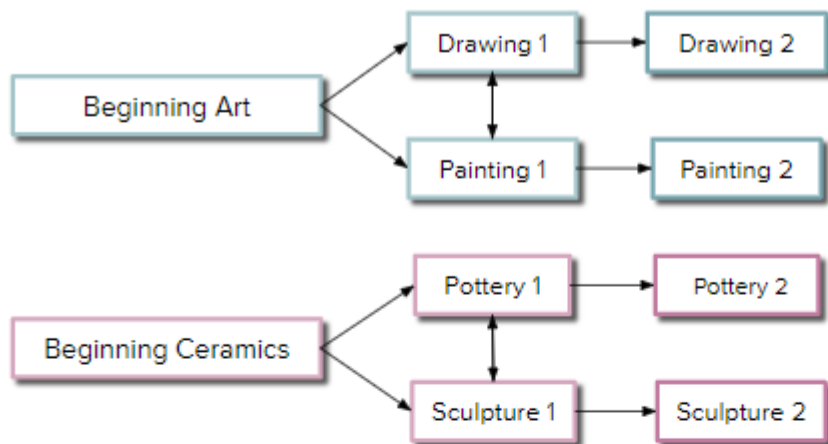 Beginning Art
Drawing 1
Drawing 2
Painting 1
Painting 2
Beginning Ceramics
Pottery 1
Pottery 2
Sculpture 1
Sculpture 2